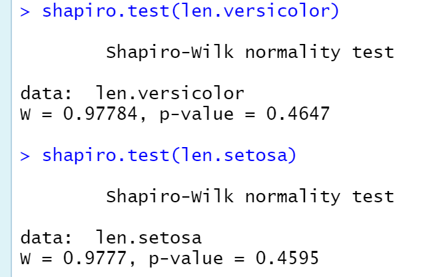 > shapiro.test(len.versicolor)
Shapiro-Wilk normality test
data:  len.versicolor
W = 0.97784, p-value = 0.4647
> shapiro.test(len.setosa)
Shapiro-Wilk normality test
data:  len.setosa
W = 0.9777, p-value = 0.4595